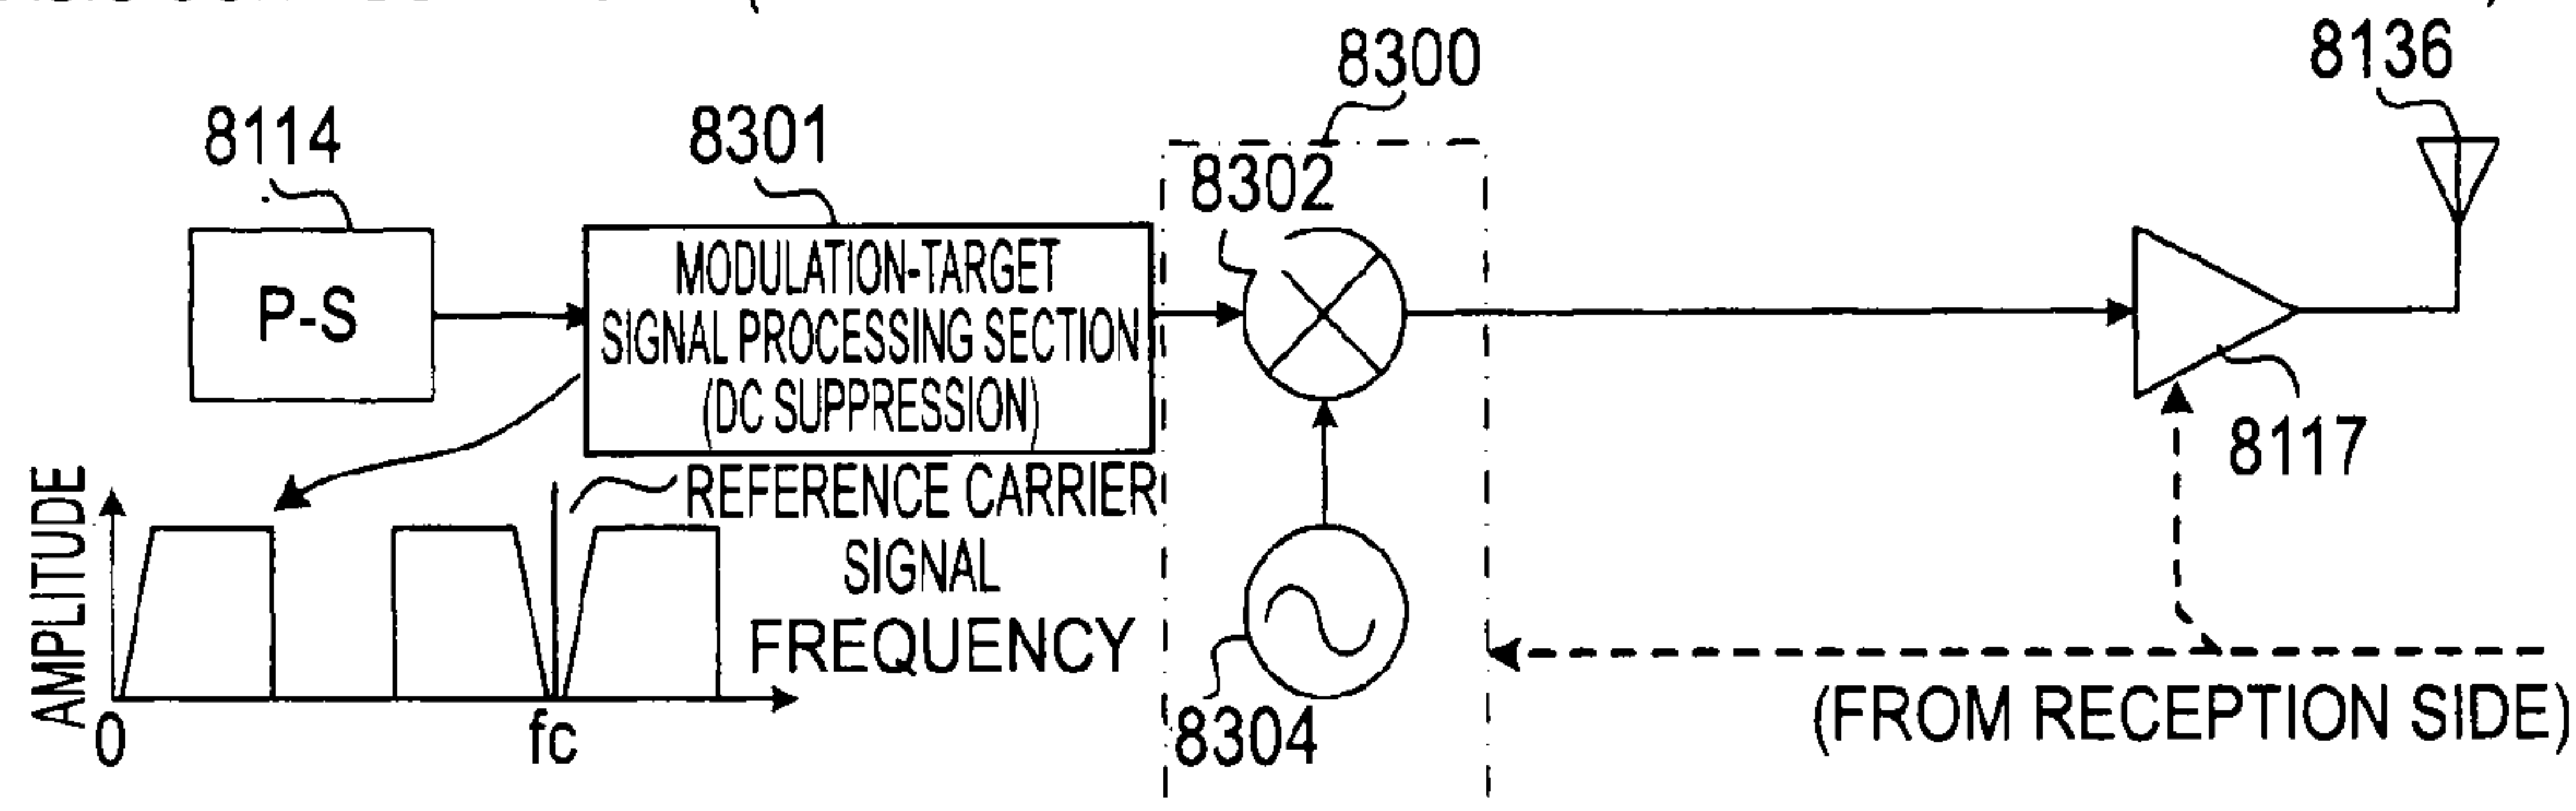 8300
8136
8114
8301
8302
P-S
MODULATION-TARGET
SIGNAL PROCESSING SECTION
(DC SUPPRESSION)
8117
REFERENCE CARRIER
SIGNAL
FREQUENCY
AMPLITUDE
0
fc
8304
(FROM RECEPTION SIDE)